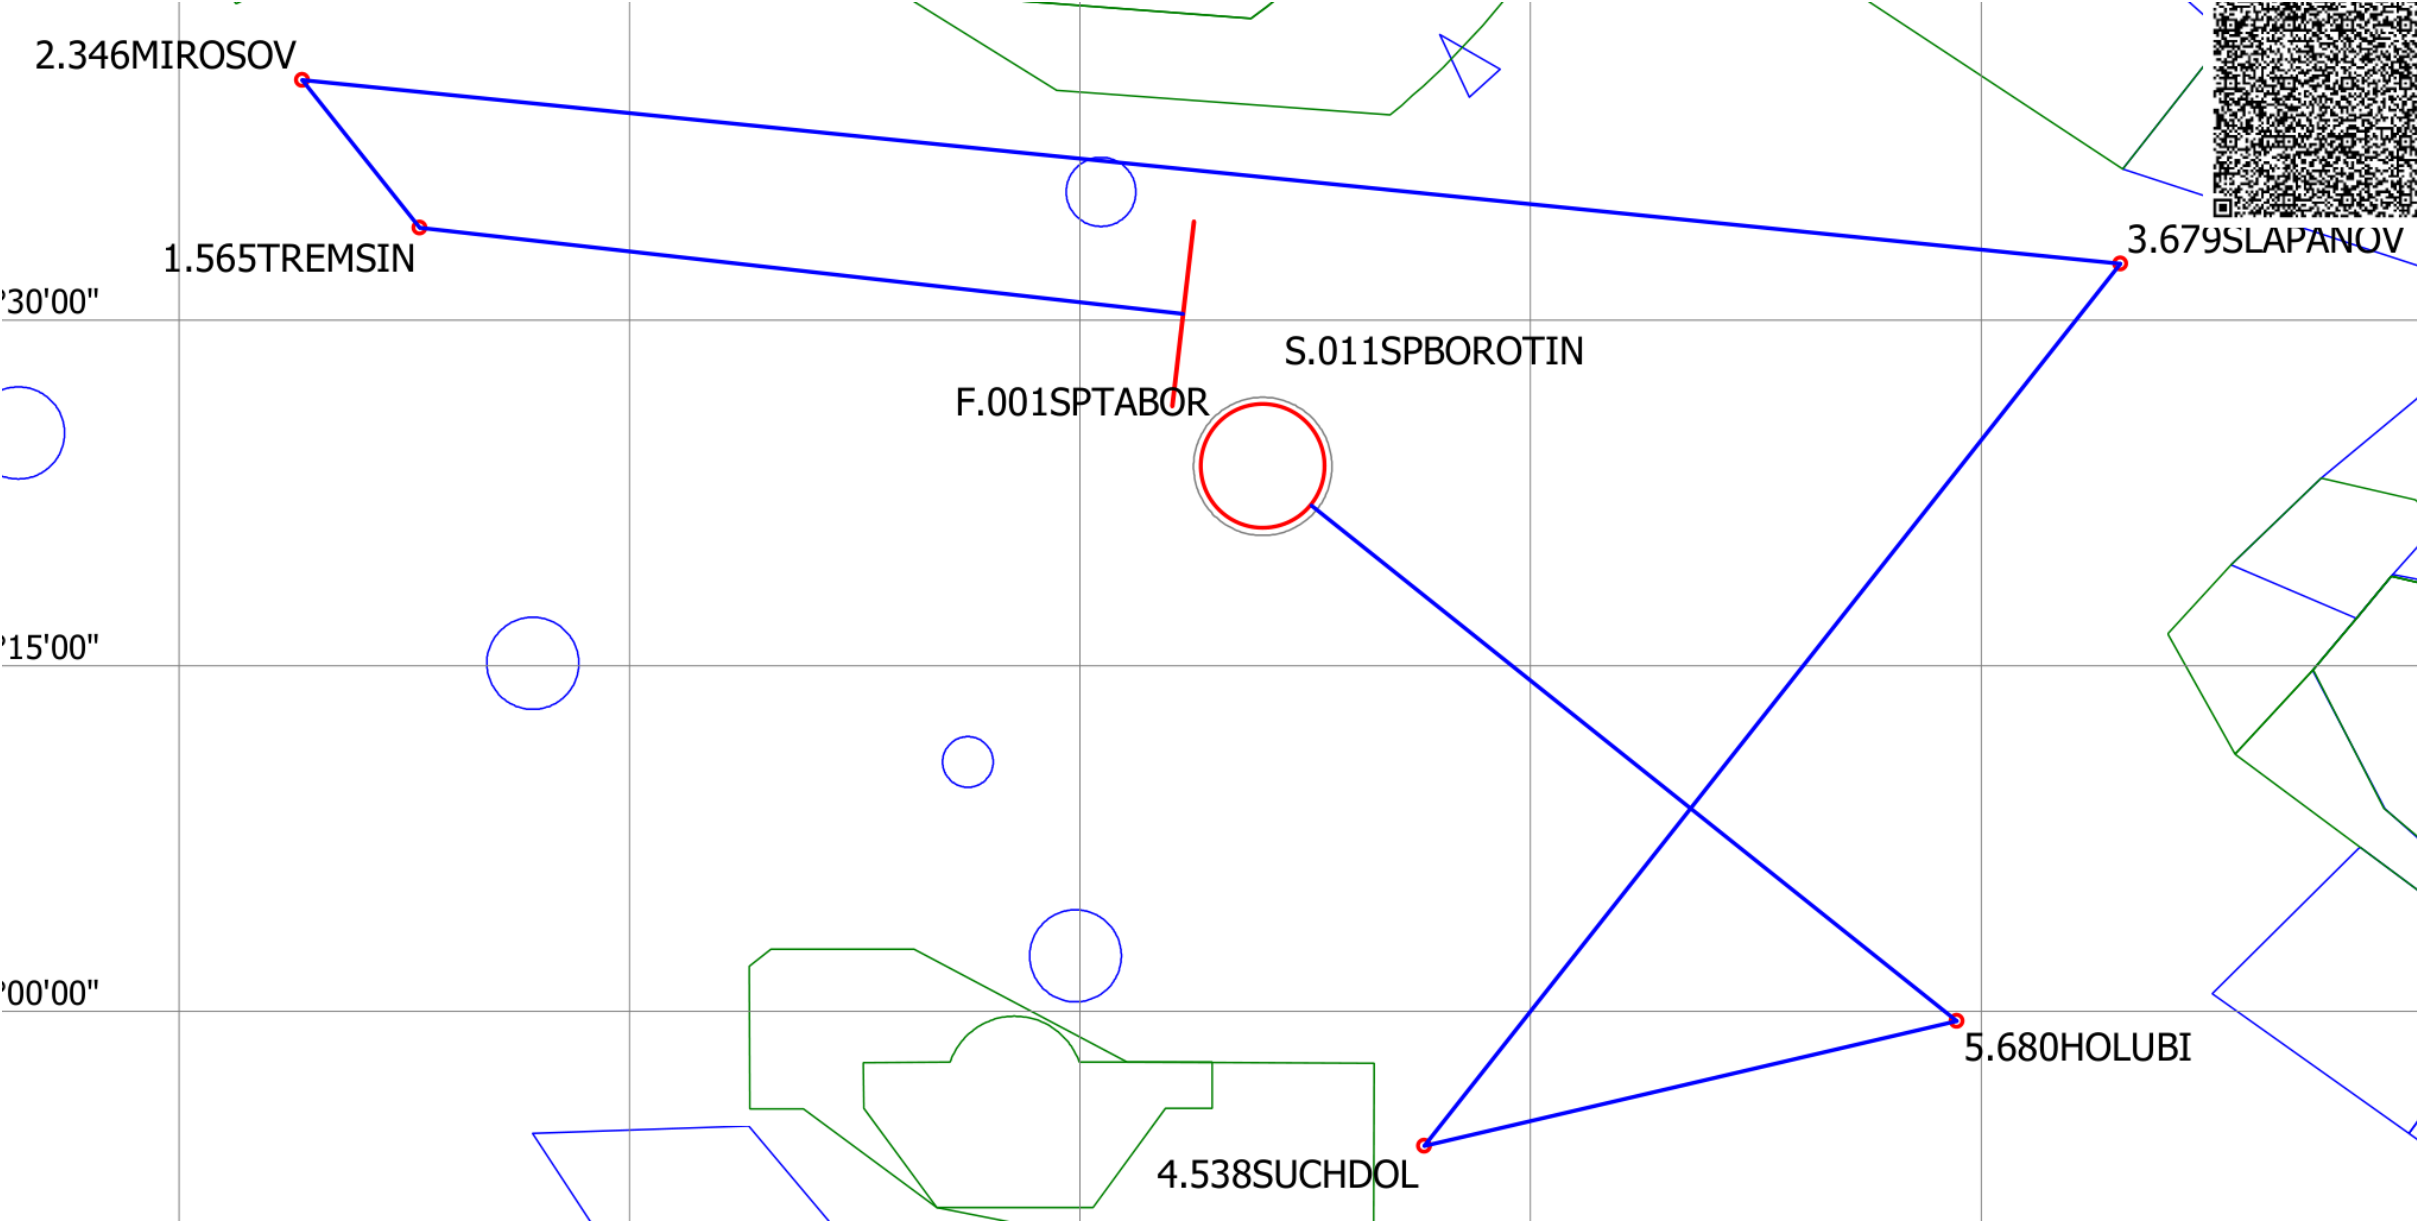 2.346MIROSOV
3.679SLAPANOV
1.565TREMSIN
°30'00"
S.011SPBOROTIN
F.001SPTABOR
°15'00"
°00'00"
5.680HOLUBI
4.538SUCHDOL